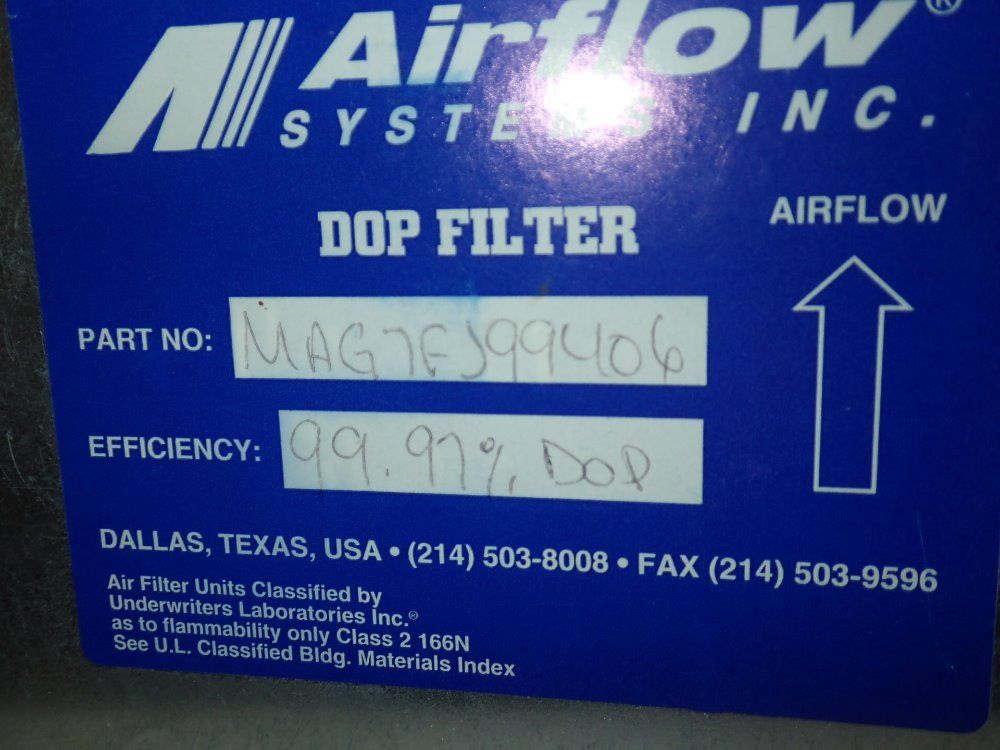 Airflow®
SYSTEMS INC.
DOP FILTER
AIRFLOW
PART NO: MAG7FJ99406
EFFICIENCY: 99.97% DOP
DALLAS, TEXAS, USA • (214) 503-8008 • FAX (214) 503-9596
Air Filter Units Classified by
Underwriters Laboratories Inc.®
as to flammability only Class 2 166N
See U.L. Classified Bldg. Materials Index